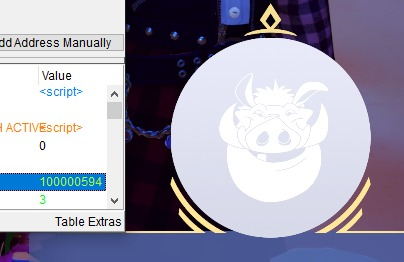 dd Address Manually
Value
<script>
H ACTIVE
script>
0
100000594
3
Table Extras